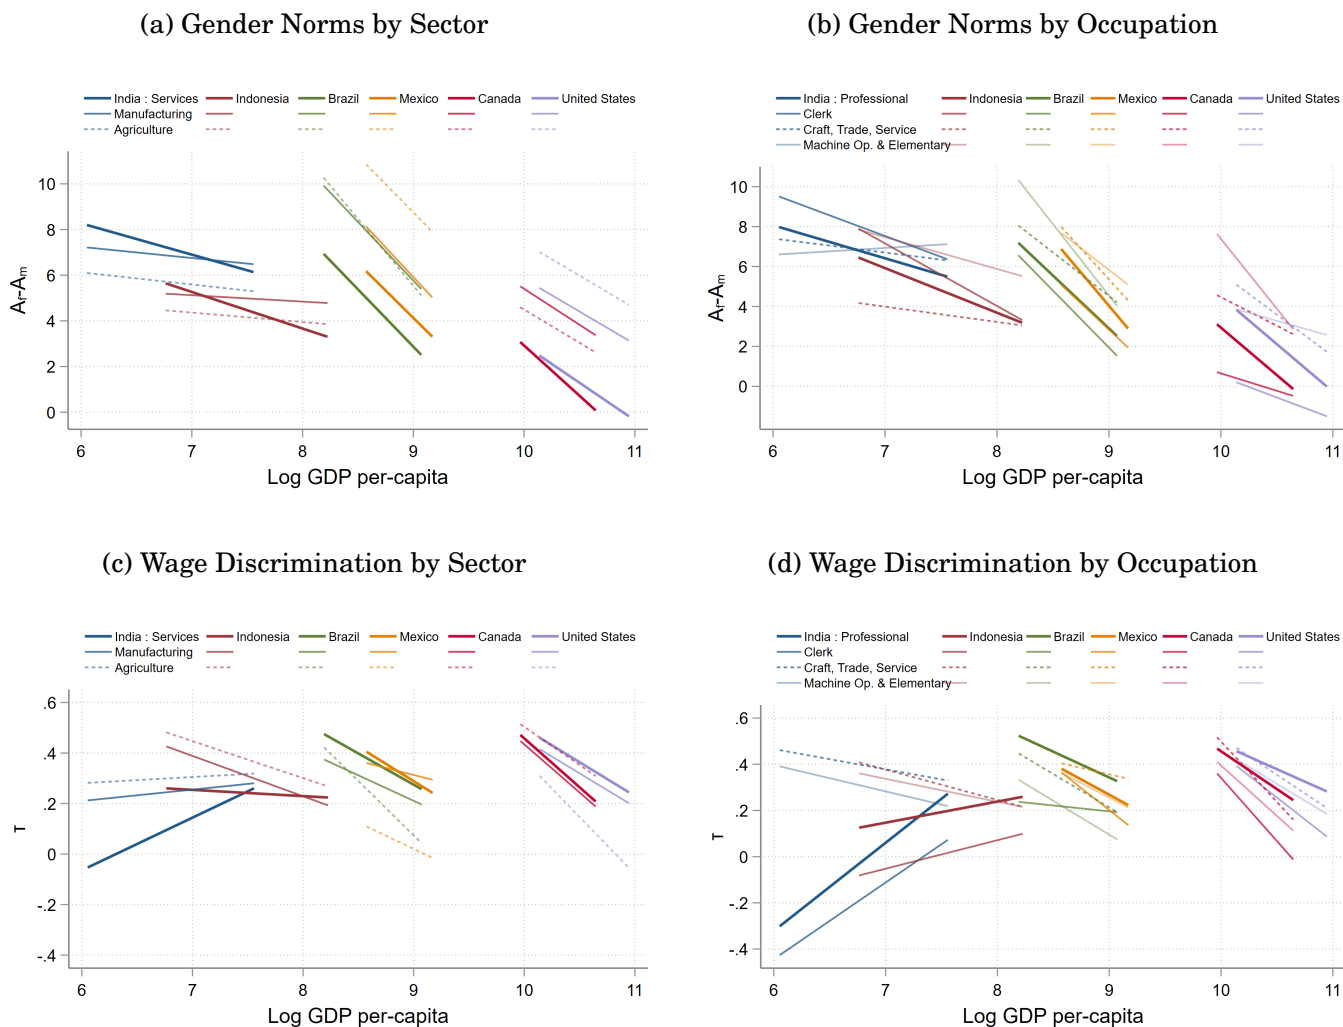 (a) Gender Norms by Sector
India : Services Indonesia Brazil Mexico Canada United States
Manufacturing
Agriculture
10
8
6
4
2
0
Af-Am
6 7 8 9 10 11
Log GDP per-capita
(b) Gender Norms by Occupation
India : Professional Indonesia Brazil Mexico Canada United States
Clerk
Craft, Trade, Service
Machine Op. & Elementary
10
8
6
4
2
0
Af-Am
6 7 8 9 10 11
Log GDP per-capita
(c) Wage Discrimination by Sector
India : Services Indonesia Brazil Mexico Canada United States
Manufacturing
Agriculture
.6
.4
.2
0
-.2
-.4
τ
6 7 8 9 10 11
Log GDP per-capita
(d) Wage Discrimination by Occupation
India : Professional Indonesia Brazil Mexico Canada United States
Clerk
Craft, Trade, Service
Machine Op. & Elementary
.6
.4
.2
0
-.2
-.4
τ
6 7 8 9 10 11
Log GDP per-capita